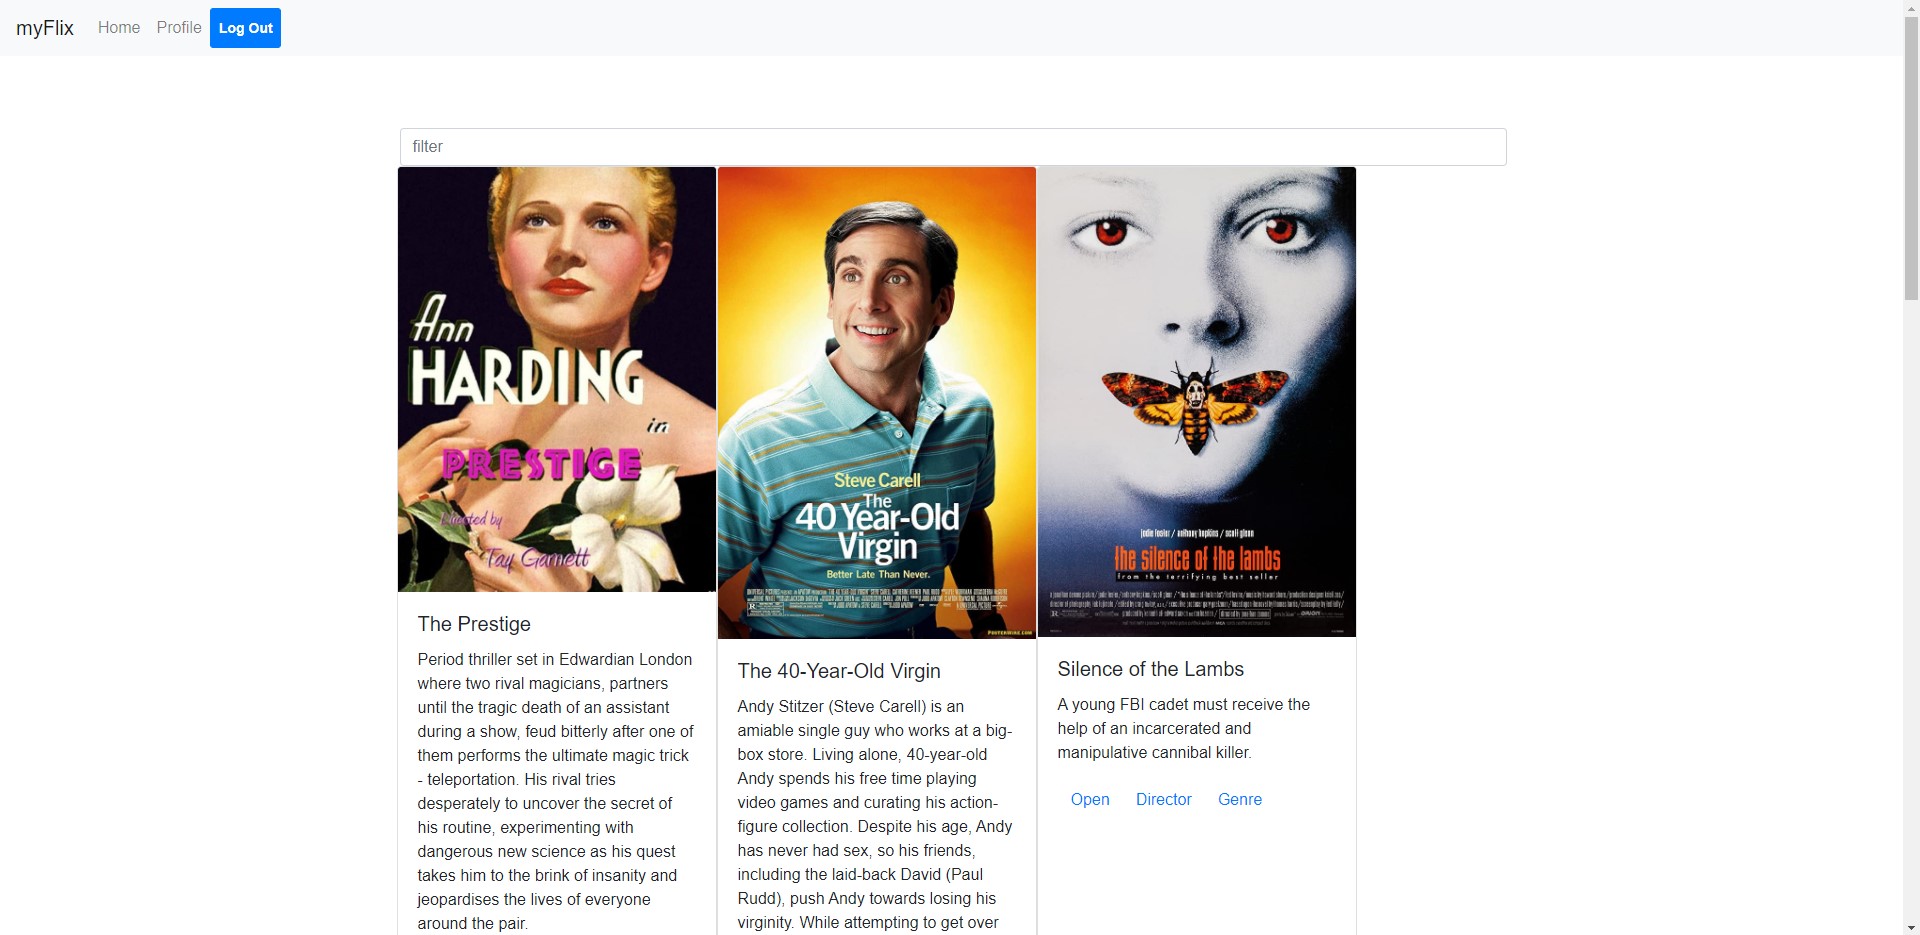 myFlix Home Profile Log Out
filter
Ann
HARDING
in
PRESTIGE
Directed by
Tay Garnett
The Prestige
Period thriller set in Edwardian London
where two rival magicians, partners
until the tragic death of an assistant
during a show, feud bitterly after one of
them performs the ultimate magic trick
- teleportation. His rival tries
desperately to uncover the secret of
his routine, experimenting with
dangerous new science as his quest
takes him to the brink of insanity and
jeopardises the lives of everyone
around the pair.
Steve Carell
The
40 Year-Old
Virgin
Better Late Than Never.
POSTERWIRE.COM
The 40-Year-Old Virgin
Andy Stitzer (Steve Carell) is an
amiable single guy who works at a big-
box store. Living alone, 40-year-old
Andy spends his free time playing
video games and curating his action-
figure collection. Despite his age, Andy
has never had sex, so his friends,
including the laid-back David (Paul
Rudd), push Andy towards losing his
virginity. While attempting to get over
jodie foster / anthony hopkins / scott glenn
the silence of the lambs
from the terrifying best seller
Silence of the Lambs
A young FBI cadet must receive the
help of an incarcerated and
manipulative cannibal killer.
Open Director Genre